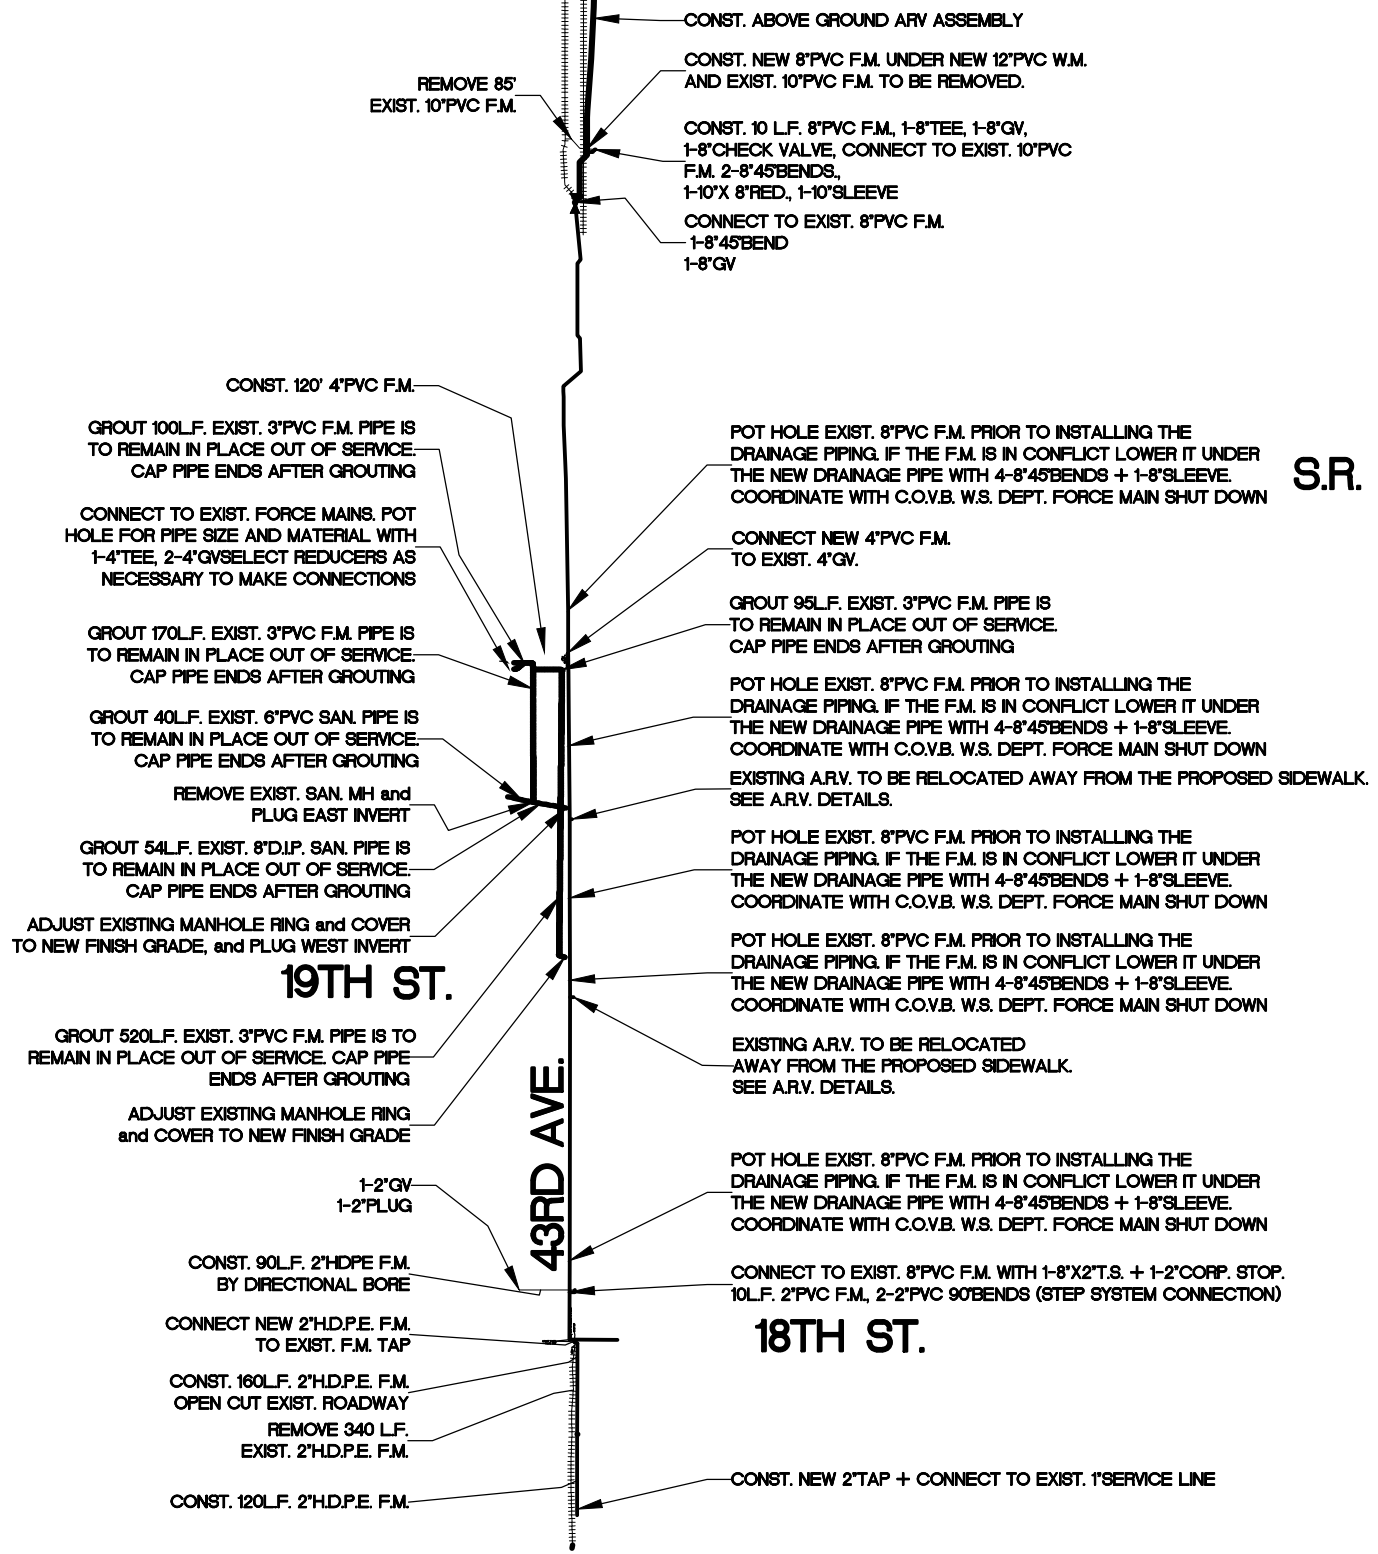 CONST. ABOVE GROUND ARV ASSEMBLY
CONST. NEW 8"PVC F.M. UNDER NEW 12"PVC W.M.
AND EXIST. 10"PVC F.M. TO BE REMOVED.
REMOVE 85'
EXIST. 10"PVC F.M.
CONST. 10 L.F. 8"PVC F.M., 1-8"TEE, 1-8"GV,
1-8"CHECK VALVE, CONNECT TO EXIST. 10"PVC
F.M. 2-8"45°BENDS.,
1-10"X 8"RED., 1-10"SLEEVE
CONNECT TO EXIST. 8"PVC F.M.
1-8"45°BEND
1-8"GV
CONST. 120' 4"PVC F.M.
GROUT 100L.F. EXIST. 3"PVC F.M. PIPE IS
TO REMAIN IN PLACE OUT OF SERVICE.
CAP PIPE ENDS AFTER GROUTING
CONNECT TO EXIST. FORCE MAINS. POT
HOLE FOR PIPE SIZE AND MATERIAL WITH
1-4"TEE, 2-4"GVSELECT REDUCERS AS
NECESSARY TO MAKE CONNECTIONS
GROUT 170L.F. EXIST. 3"PVC F.M. PIPE IS
TO REMAIN IN PLACE OUT OF SERVICE.
CAP PIPE ENDS AFTER GROUTING
GROUT 40L.F. EXIST. 6"PVC SAN. PIPE IS
TO REMAIN IN PLACE OUT OF SERVICE.
CAP PIPE ENDS AFTER GROUTING
REMOVE EXIST. SAN. MH and
PLUG EAST INVERT
GROUT 54L.F. EXIST. 8"D.I.P. SAN. PIPE IS
TO REMAIN IN PLACE OUT OF SERVICE.
CAP PIPE ENDS AFTER GROUTING
ADJUST EXISTING MANHOLE RING and COVER
TO NEW FINISH GRADE, and PLUG WEST INVERT
19TH ST.
GROUT 520L.F. EXIST. 3"PVC F.M. PIPE IS TO
REMAIN IN PLACE OUT OF SERVICE. CAP PIPE
ENDS AFTER GROUTING
ADJUST EXISTING MANHOLE RING
and COVER TO NEW FINISH GRADE
1-2"GV
1-2"PLUG
CONST. 90L.F. 2"HDPE F.M.
BY DIRECTIONAL BORE
CONNECT NEW 2"H.D.P.E. F.M.
TO EXIST. F.M. TAP
CONST. 160L.F. 2"H.D.P.E. F.M.
OPEN CUT EXIST. ROADWAY
REMOVE 340 L.F.
EXIST. 2"H.D.P.E. F.M.
CONST. 120L.F. 2"H.D.P.E. F.M.
43RD AVE.
POT HOLE EXIST. 8"PVC F.M. PRIOR TO INSTALLING THE
DRAINAGE PIPING. IF THE F.M. IS IN CONFLICT LOWER IT UNDER
THE NEW DRAINAGE PIPE WITH 4-8"45°BENDS + 1-8"SLEEVE.
COORDINATE WITH C.O.V.B. W.S. DEPT. FORCE MAIN SHUT DOWN
S.R.
CONNECT NEW 4"PVC F.M.
TO EXIST. 4"GV.
GROUT 95L.F. EXIST. 3"PVC F.M. PIPE IS
TO REMAIN IN PLACE OUT OF SERVICE.
CAP PIPE ENDS AFTER GROUTING
POT HOLE EXIST. 8"PVC F.M. PRIOR TO INSTALLING THE
DRAINAGE PIPING. IF THE F.M. IS IN CONFLICT LOWER IT UNDER
THE NEW DRAINAGE PIPE WITH 4-8"45°BENDS + 1-8"SLEEVE.
COORDINATE WITH C.O.V.B. W.S. DEPT. FORCE MAIN SHUT DOWN
EXISTING A.R.V. TO BE RELOCATED AWAY FROM THE PROPOSED SIDEWALK.
SEE A.R.V. DETAILS.
POT HOLE EXIST. 8"PVC F.M. PRIOR TO INSTALLING THE
DRAINAGE PIPING. IF THE F.M. IS IN CONFLICT LOWER IT UNDER
THE NEW DRAINAGE PIPE WITH 4-8"45°BENDS + 1-8"SLEEVE.
COORDINATE WITH C.O.V.B. W.S. DEPT. FORCE MAIN SHUT DOWN
POT HOLE EXIST. 8"PVC F.M. PRIOR TO INSTALLING THE
DRAINAGE PIPING. IF THE F.M. IS IN CONFLICT LOWER IT UNDER
THE NEW DRAINAGE PIPE WITH 4-8"45°BENDS + 1-8"SLEEVE.
COORDINATE WITH C.O.V.B. W.S. DEPT. FORCE MAIN SHUT DOWN
EXISTING A.R.V. TO BE RELOCATED
AWAY FROM THE PROPOSED SIDEWALK.
SEE A.R.V. DETAILS.
POT HOLE EXIST. 8"PVC F.M. PRIOR TO INSTALLING THE
DRAINAGE PIPING. IF THE F.M. IS IN CONFLICT LOWER IT UNDER
THE NEW DRAINAGE PIPE WITH 4-8"45°BENDS + 1-8"SLEEVE.
COORDINATE WITH C.O.V.B. W.S. DEPT. FORCE MAIN SHUT DOWN
CONNECT TO EXIST. 8"PVC F.M. WITH 1-8"X2"T.S. + 1-2"CORP. STOP.
10L.F. 2"PVC F.M., 2-2"PVC 90°BENDS (STEP SYSTEM CONNECTION)
18TH ST.
CONST. NEW 2"TAP + CONNECT TO EXIST. 1"SERVICE LINE